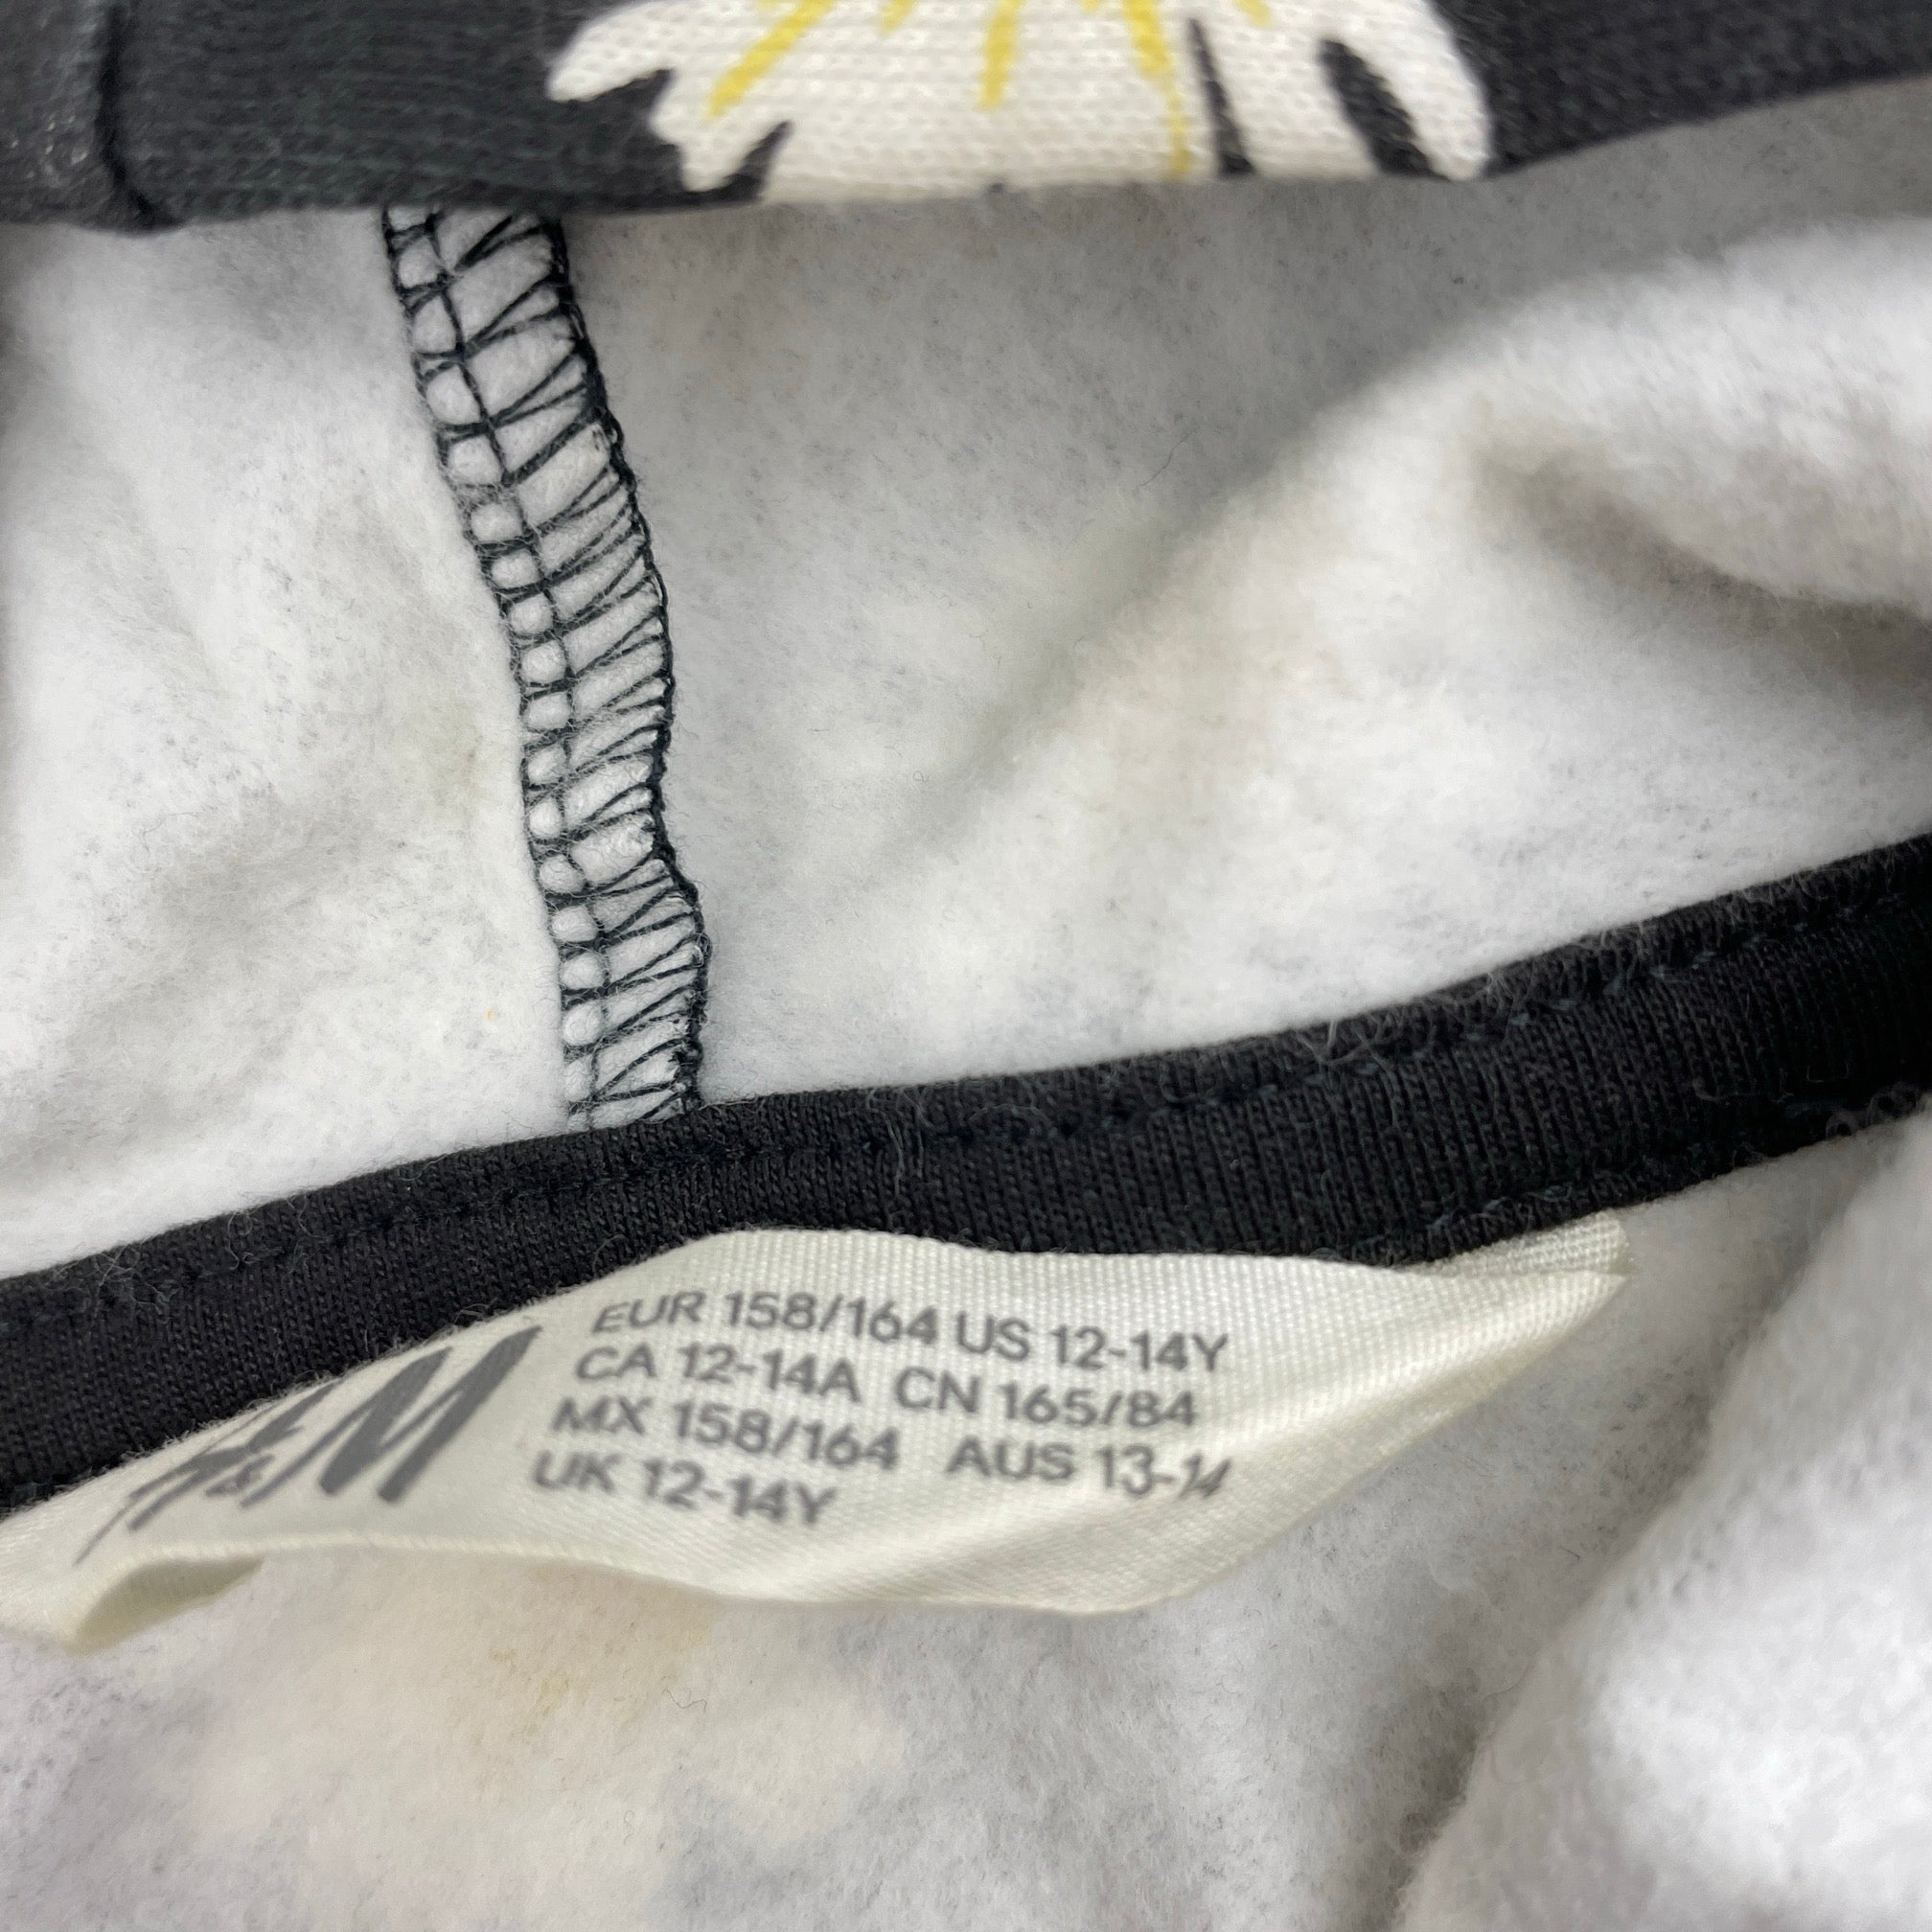 H&M
EUR 158/164 US 12-14Y
CA 12-14A CN 165/84
MX 158/164 AUS 13-14
UK 12-14Y